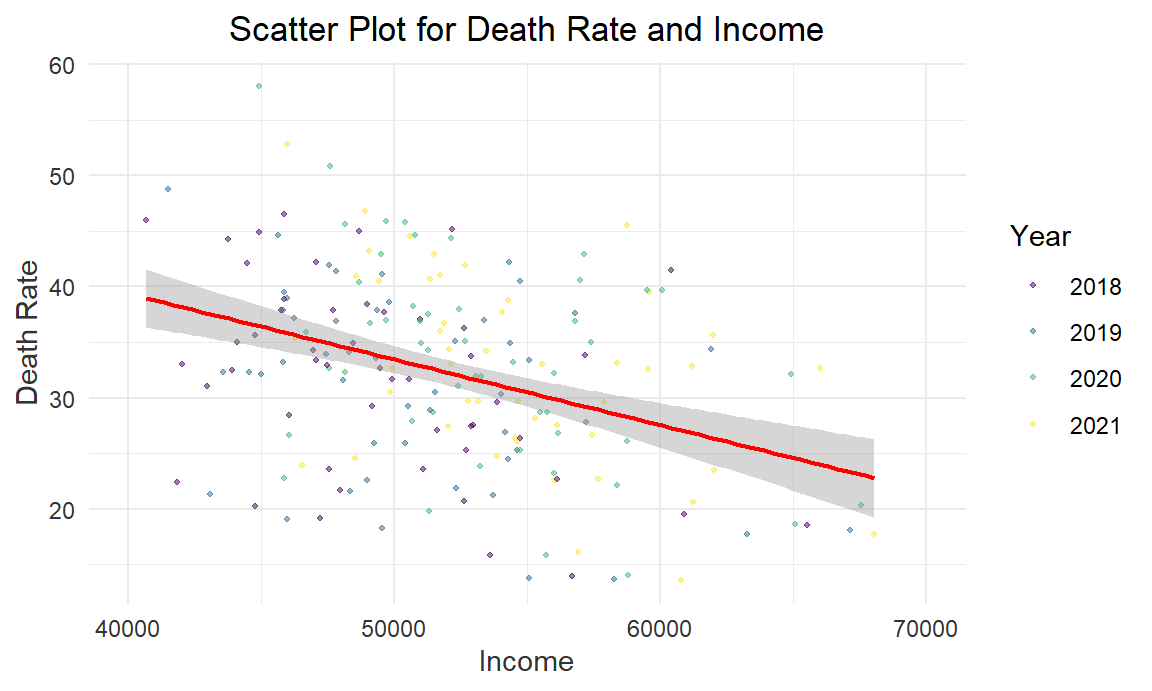 Scatter Plot for Death Rate and Income
60
50
40
30
20
Death Rate
40000 50000 60000 70000
Income
Year
2018
2019
2020
2021